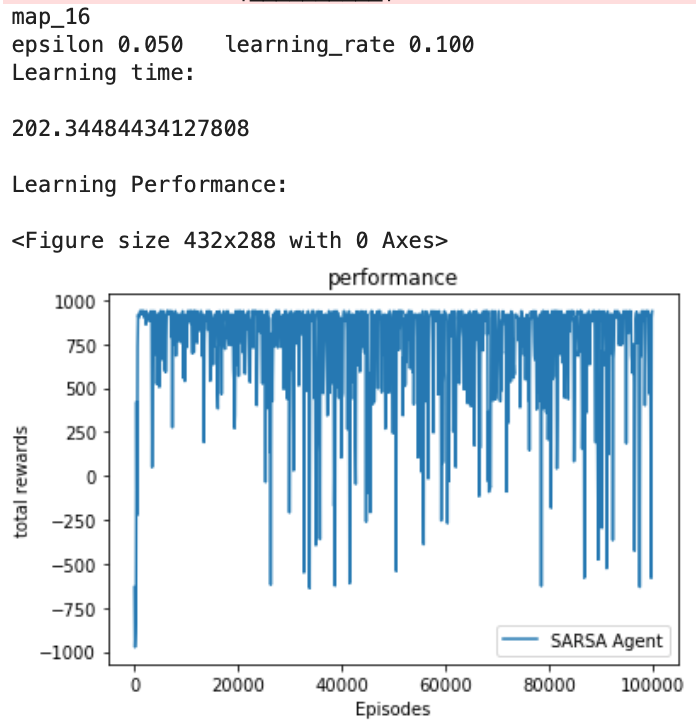 map_16
epsilon 0.050   learning_rate 0.100
Learning time:
202.34484434127808
Learning Performance:
<Figure size 432x288 with 0 Axes>
performance
1000
750
500
250
0
−250
−500
−750
−1000
total rewards
SARSA Agent
0 20000 40000 60000 80000 100000
Episodes